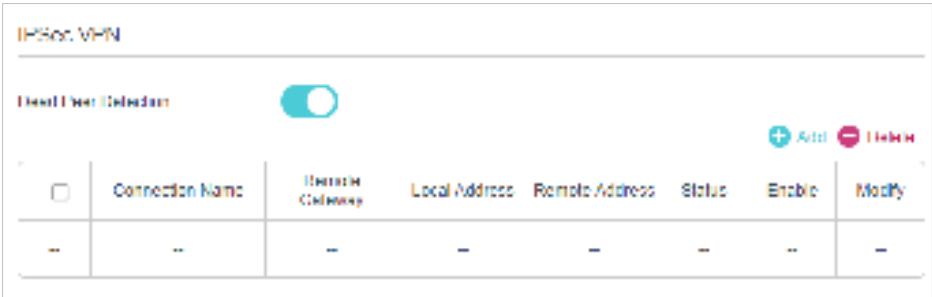 IPSec VPN
Dead Peer Detection
Add Delete
Connection Name Remote Gateway Local Address Remote Address Status Enable Modify
-- -- -- -- -- -- -- --